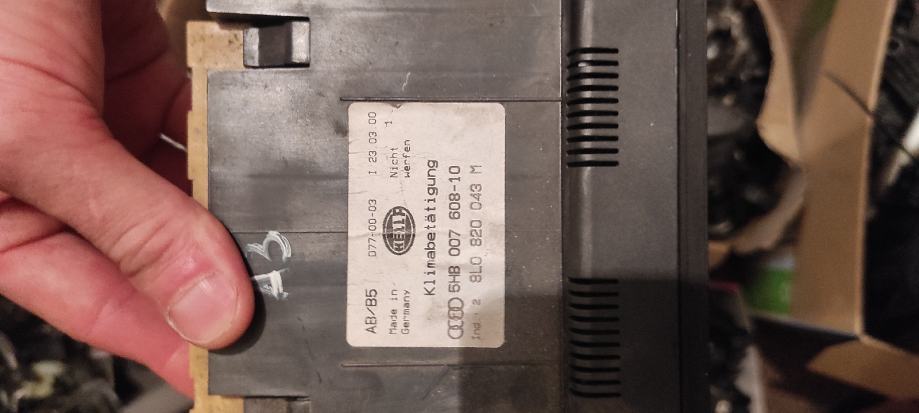 AB/B5 D77-00-03 I 23 03 00
Made in Germany
HELLA
Nicht werfen
1
Klimabetätigung
5HB 007 608-10
Ind. 2 8L0 820 043 M
A3